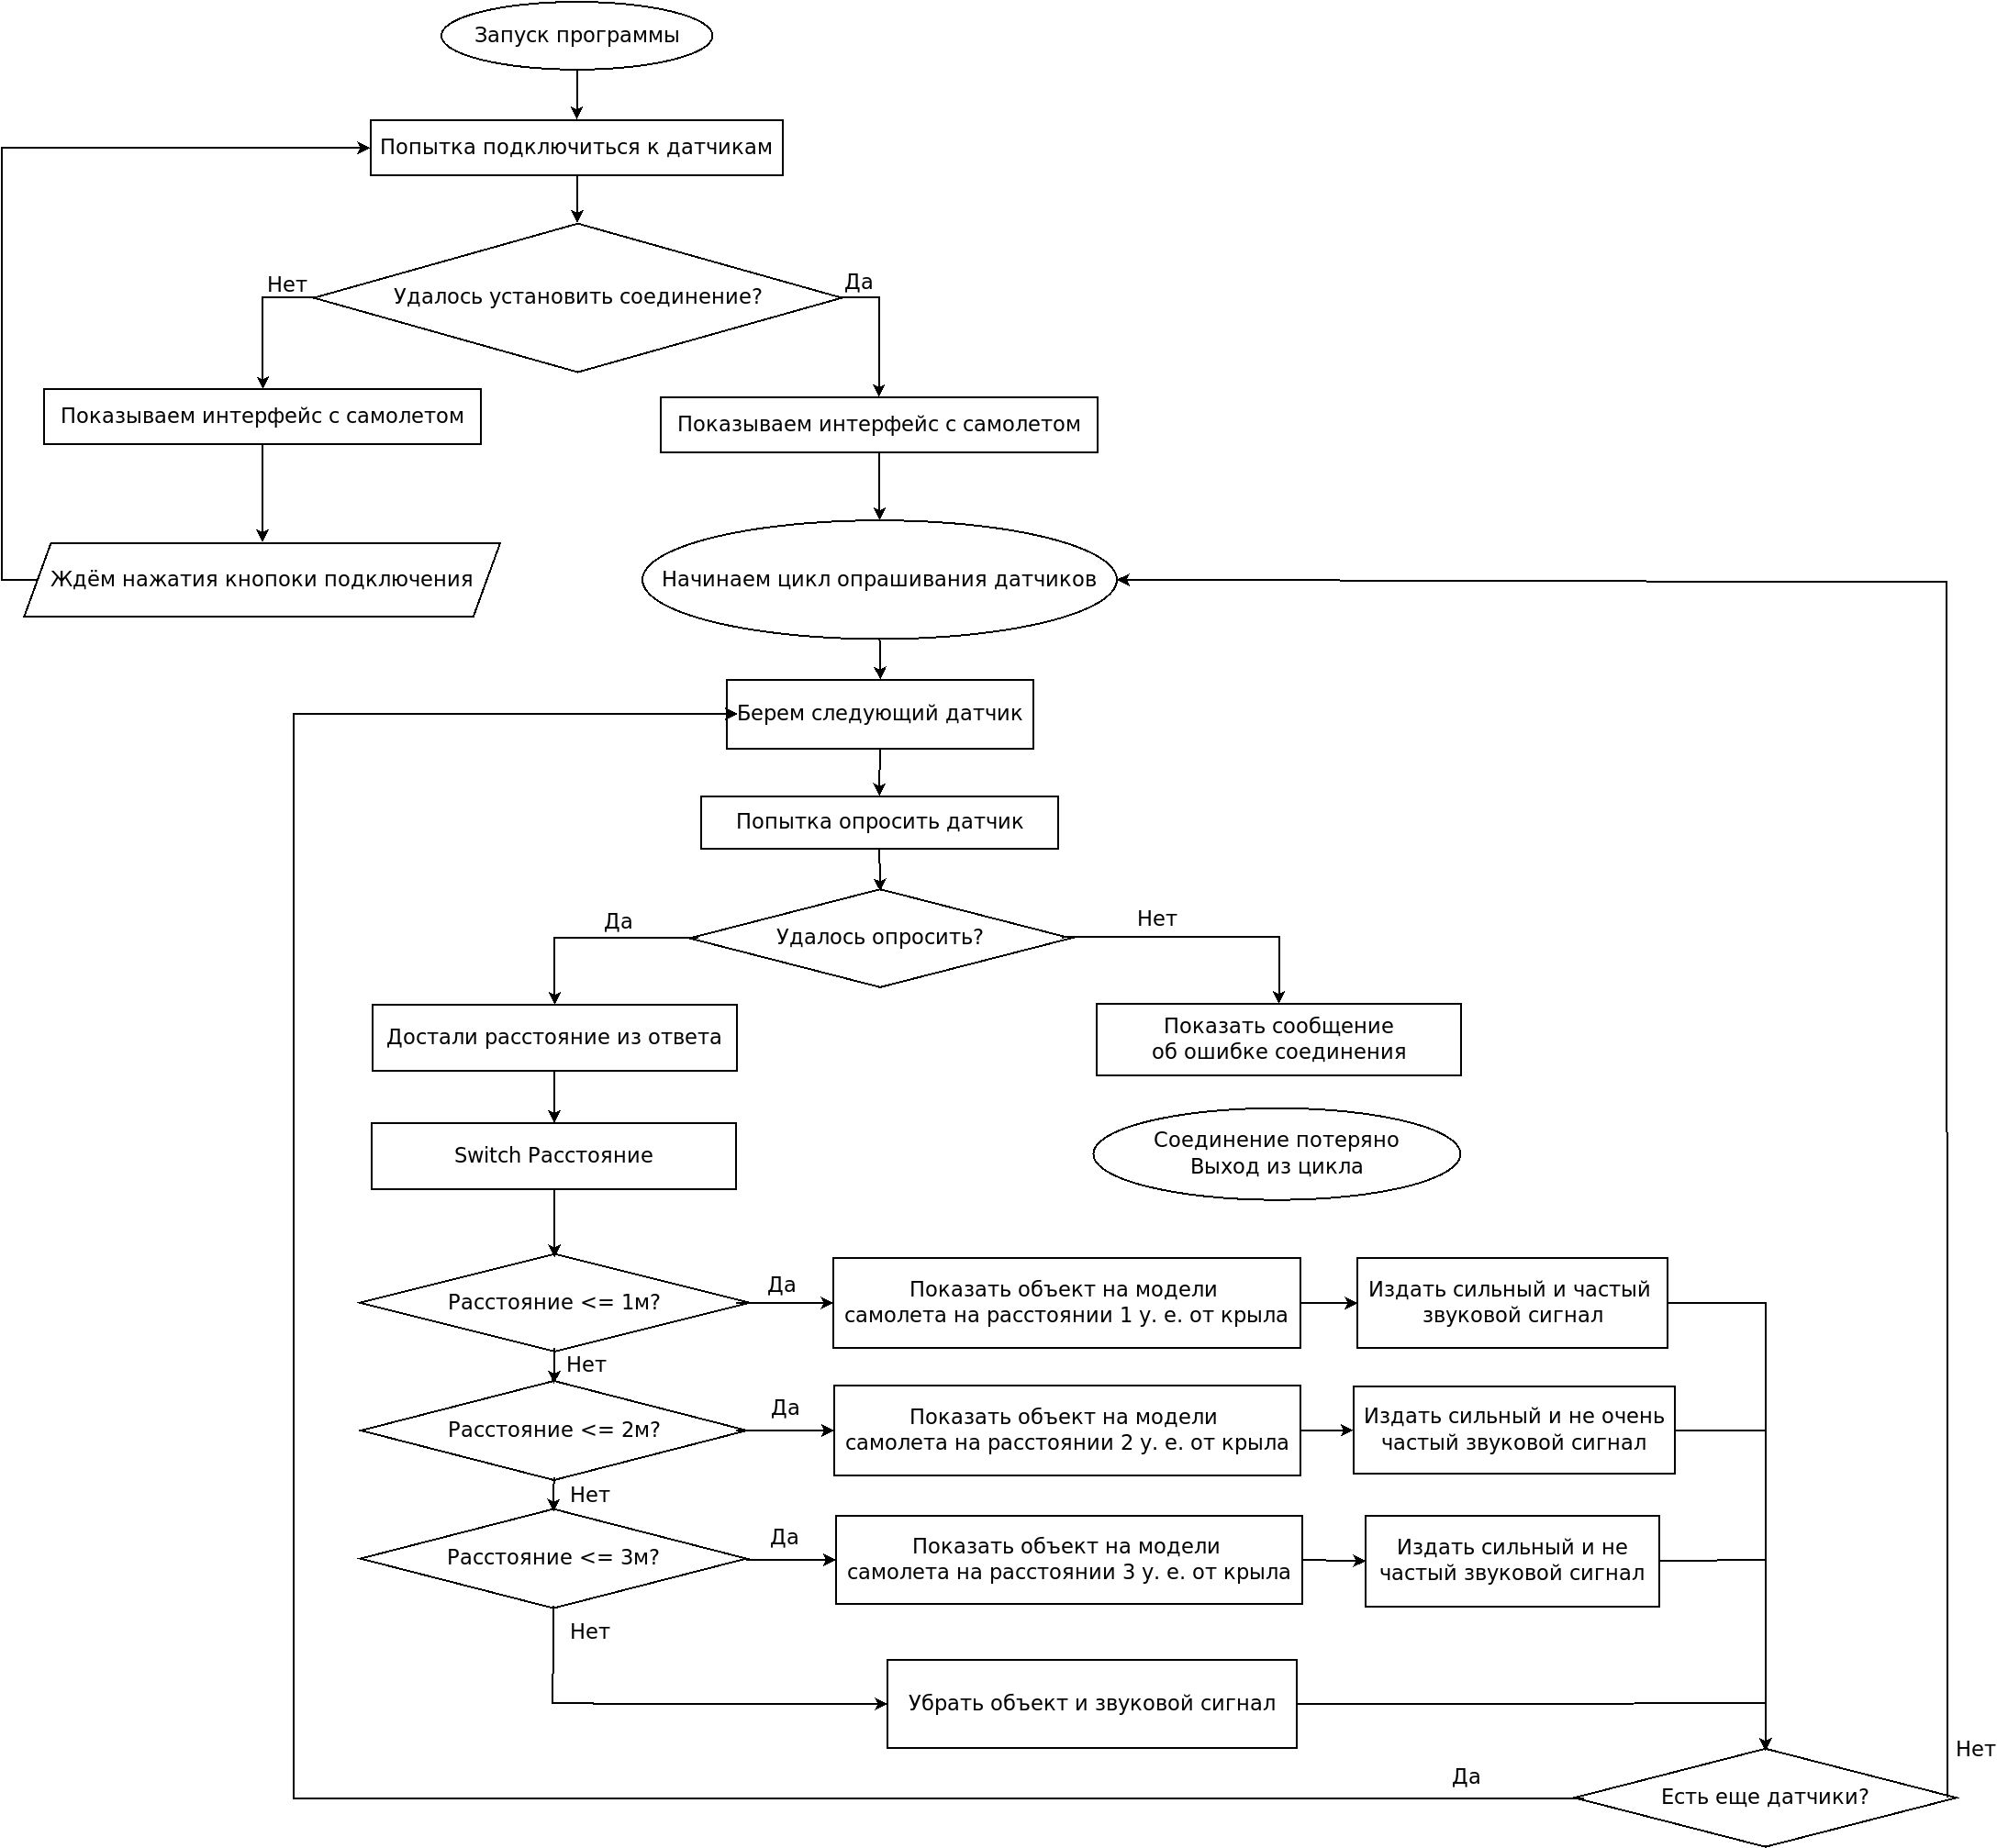 Запуск программы
Попытка подключиться к датчикам
Нет
Да
Удалось установить соединение?
Показываем интерфейс с самолетом
Показываем интерфейс с самолетом
Ждём нажатия кнопоки подключения
Начинаем цикл опрашивания датчиков
Берем следующий датчик
Попытка опросить датчик
Да
Нет
Удалось опросить?
Достали расстояние из ответа
Показать сообщение
об ошибке соединения
Switch Расстояние
Соединение потеряно
Выход из цикла
Расстояние <= 1м?
Да
Показать объект на модели
самолета на расстоянии 1 у. е. от крыла
Издать сильный и частый
звуковой сигнал
Нет
Расстояние <= 2м?
Да
Показать объект на модели
самолета на расстоянии 2 у. е. от крыла
Издать сильный и не очень
частый звуковой сигнал
Нет
Расстояние <= 3м?
Да
Показать объект на модели
самолета на расстоянии 3 у. е. от крыла
Издать сильный и не
частый звуковой сигнал
Нет
Убрать объект и звуковой сигнал
Нет
Да
Есть еще датчики?